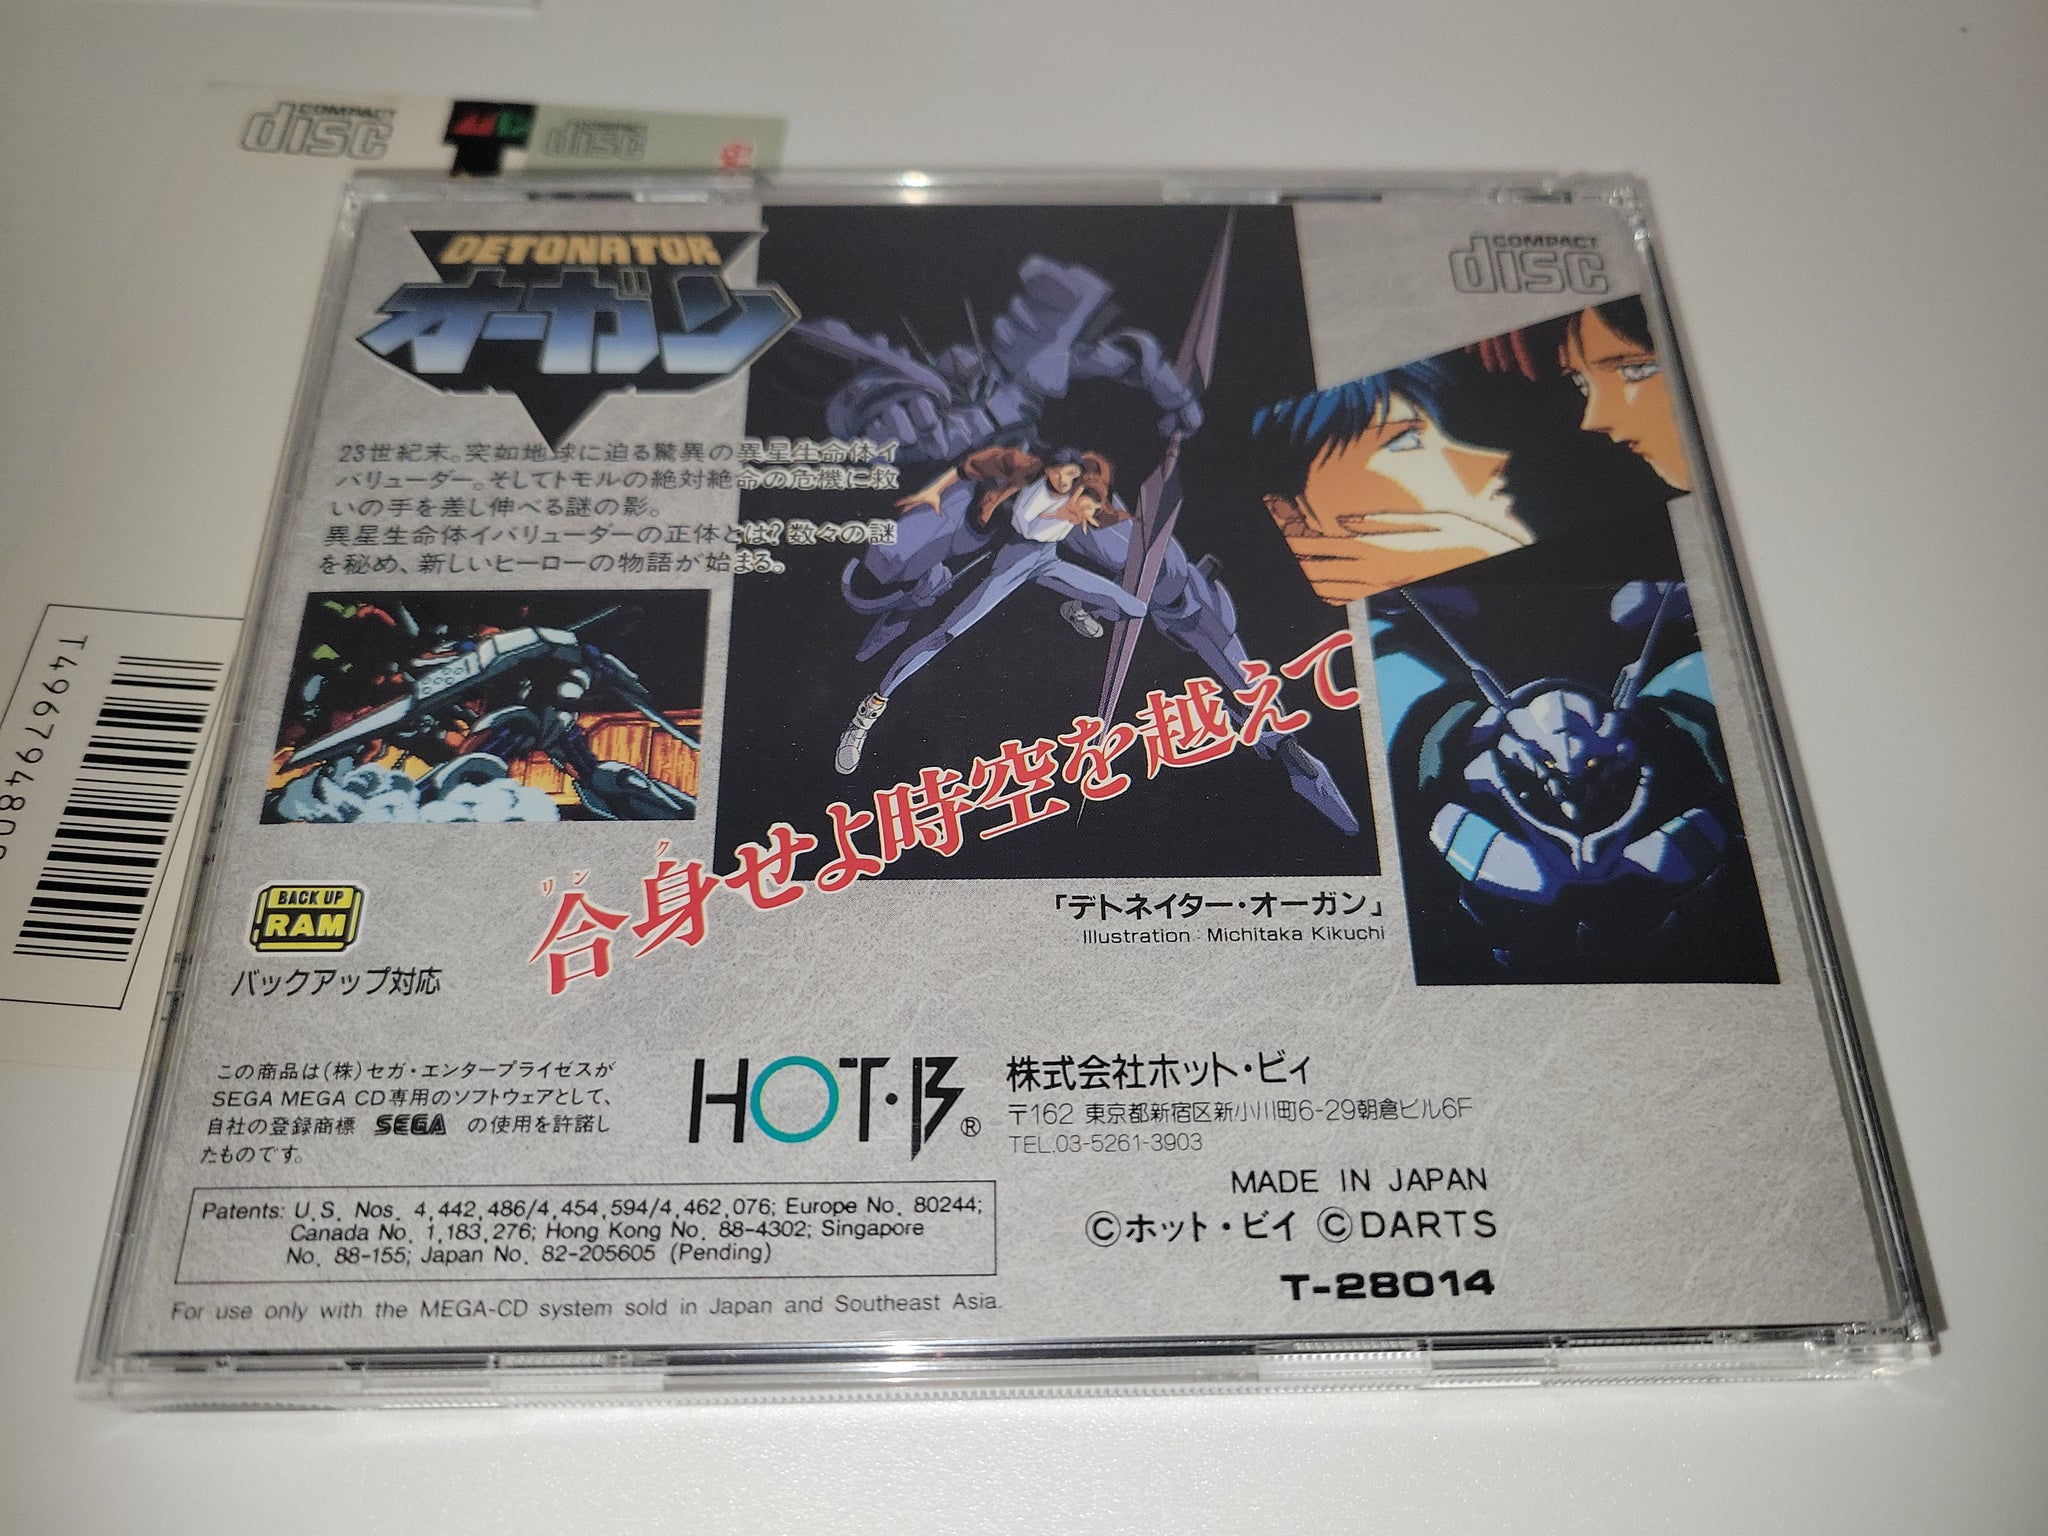 COMPACT
disc
COMPACT
disc
DETONATOR
オーガン
COMPACT
disc
23世紀末。突如地球に迫る驚異の異星生命体イ
バリューダー。そしてトモルの絶対絶命の危機に救
いの手を差し伸べる謎の影。
異星生命体イバリューダーの正体とは?数々の謎
を秘め、新しいヒーローの物語が始まる。
リンク
合身せよ時空を越えて
「デトネイター・オーガン」
Illustration : Michitaka Kikuchi
BACK UP
RAM
バックアップ対応
この商品は(株)セガ・エンタープライゼスが
SEGA MEGA CD専用のソフトウェアとして、
自社の登録商標 SEGA の使用を許諾し
たものです。
HOT・B®
株式会社ホット・ビィ
〒162 東京都新宿区新小川町6-29朝倉ビル6F
TEL.03-5261-3903
MADE IN JAPAN
©ホット・ビイ ©DARTS
T-28014
Patents: U.S. Nos. 4,442,486/4,454,594/4,462,076; Europe No. 80244;
Canada No. 1,183,276; Hong Kong No. 88-4302; Singapore
No. 88-155; Japan No. 82-205605 (Pending)
For use only with the MEGA-CD system sold in Japan and Southeast Asia.